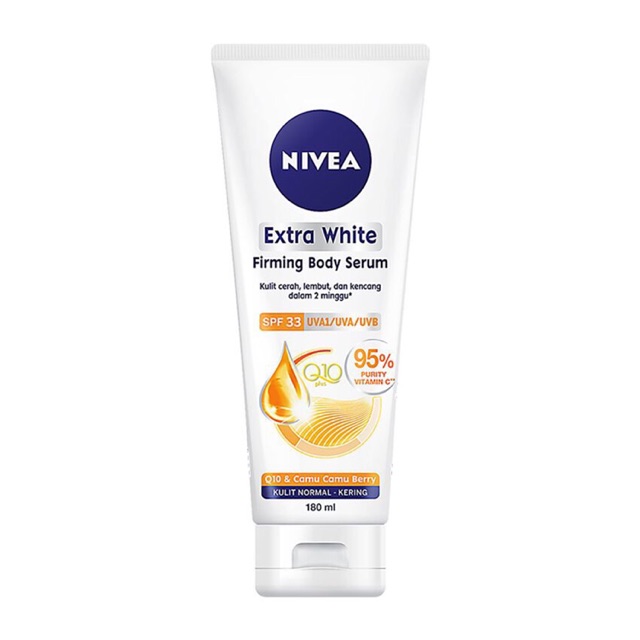 NIVEA
Extra White
Firming Body Serum
Kulit cerah, lembut, dan kencang
dalam 2 minggu*
SPF 33 UVA1/UVA/UVB
95%
PURITY
VITAMIN C**
Q10
plus
Q10 & Camu Camu Berry
KULIT NORMAL - KERING
180 ml